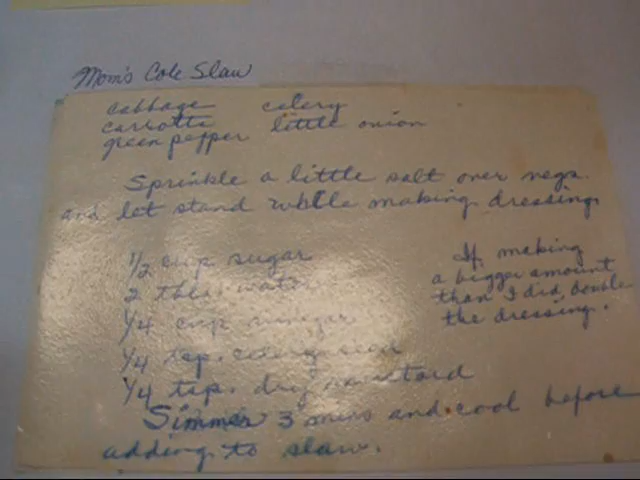 Mom's Cole Slaw
cabbage celery
carrotts little onion
green pepper
Sprinkle a little salt over vegs.
and let stand while making dressing
1/2 cup sugar
2 tbls water
1/4 cup vinegar
1/4 tsp. celery seed
1/4 tsp. dry mustard
If making
a bigger amount
than I did, double
the dressing.
Simmer 3 mins and cool before
adding to slaw.